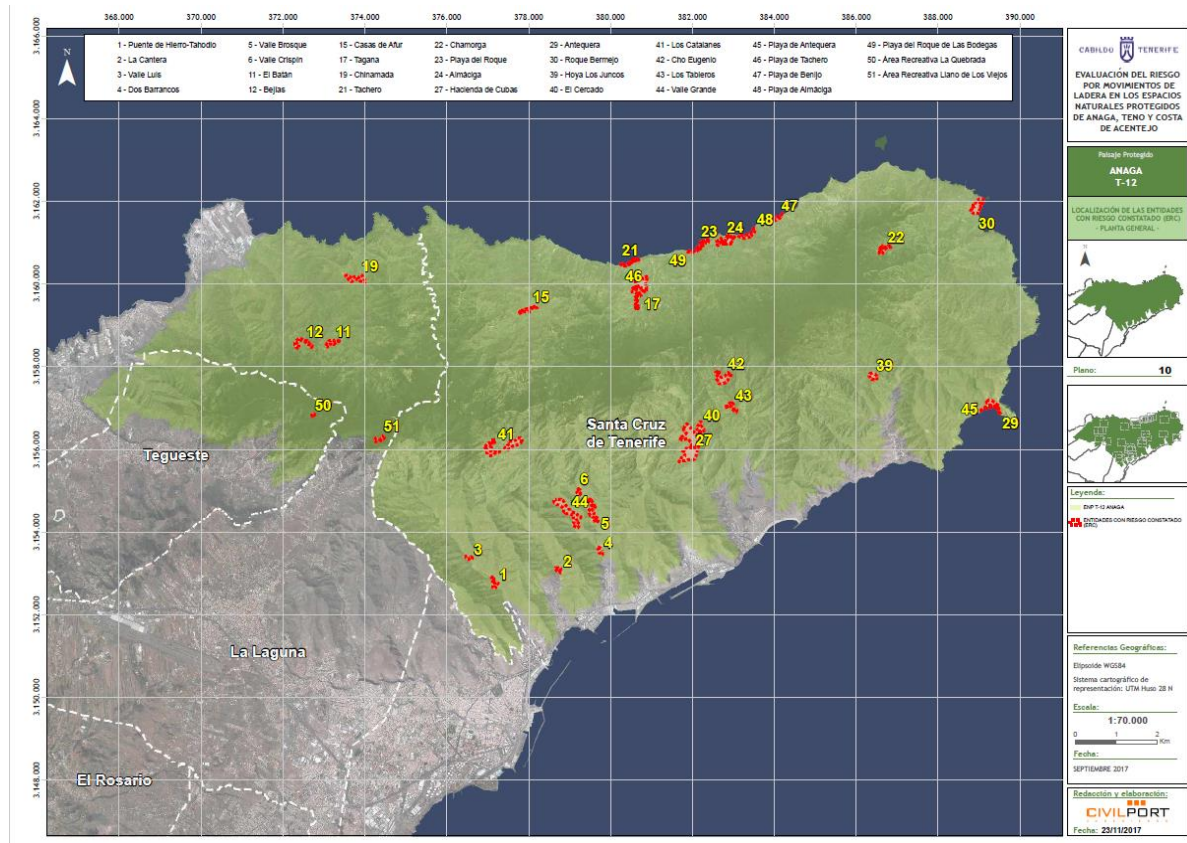 368.000 370.000 372.000 374.000 376.000 378.000 380.000 382.000 384.000 386.000 388.000 390.000
3.166.000
3.164.000
3.162.000
3.160.000
3.158.000
3.156.000
3.154.000
3.152.000
3.150.000
3.148.000
N
1 - Puente de Hierro-Tahodio
2 - La Cantera
3 - Valle Luis
4 - Dos Barrancos
5 - Valle Brosque
6 - Valle Crispín
11 - El Batán
12 - Bejías
15 - Casas de Afur
17 - Tagana
19 - Chinamada
21 - Tachero
22 - Chamorga
23 - Playa del Roque
24 - Almáciga
27 - Hacienda de Cubas
29 - Antequera
30 - Roque Bermejo
39 - Hoya Los Juncos
40 - El Cercado
41 - Los Catalanes
42 - Cho Eugenio
43 - Los Tableros
44 - Valle Grande
45 - Playa de Antequera
46 - Playa de Tachero
47 - Playa de Benijo
48 - Playa de Almáciga
49 - Playa del Roque de Las Bodegas
50 - Área Recreativa La Quebrada
51 - Área Recreativa Llano de Los Viejos
47
48
24
23
49
21
46
17
30
22
19
15
12
11
42
39
43
45
29
50
51
41
40
27
Santa Cruz
de Tenerife
Tegueste
6
44
5
4
3
2
1
La Laguna
El Rosario
CABILDO TENERIFE
EVALUACIÓN DEL RIESGO
POR MOVIMIENTOS DE
LADERA EN LOS ESPACIOS
NATURALES PROTEGIDOS
DE ANAGA, TENO Y COSTA
DE ACENTEJO
Paisaje Protegido
ANAGA
T-12
LOCALIZACIÓN DE LAS ENTIDADES
CON RIESGO CONSTATADO (ERC)
- PLANTA GENERAL -
Plano: 10
Leyenda:
ENP T-12 ANAGA
ENTIDADES CON RIESGO CONSTATADO
(ERC)
Referencias Geográficas:
Elipsoide WGS84
Sistema cartográfico de
representación: UTM Huso 28 N
Escala:
1:70.000
0 1 2
Km
Fecha:
SEPTIEMBRE 2017
Redacción y elaboración:
CIVILPORT
Fecha: 23/11/2017